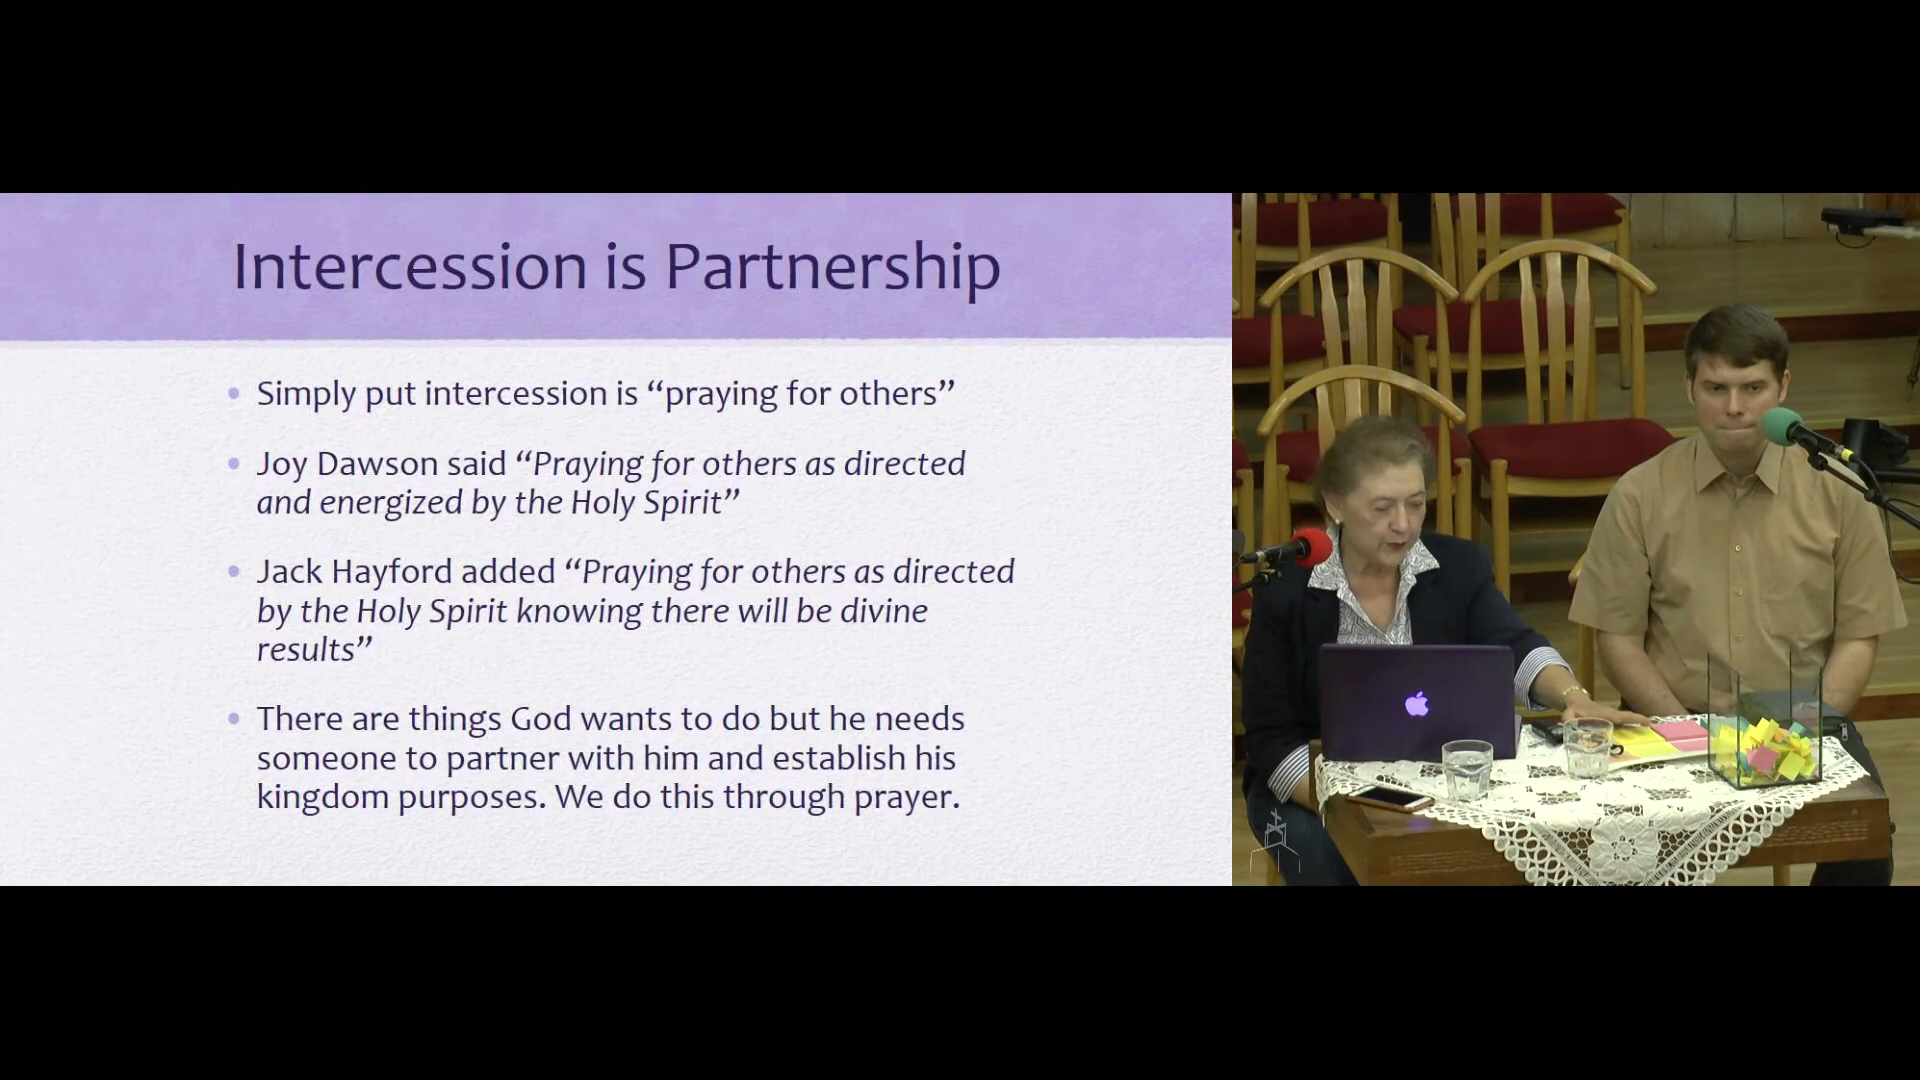 Intercession is Partnership
• Simply put intercession is “praying for others”
• Joy Dawson said “Praying for others as directed
and energized by the Holy Spirit”
• Jack Hayford added “Praying for others as directed
by the Holy Spirit knowing there will be divine
results”
• There are things God wants to do but he needs
someone to partner with him and establish his
kingdom purposes. We do this through prayer.